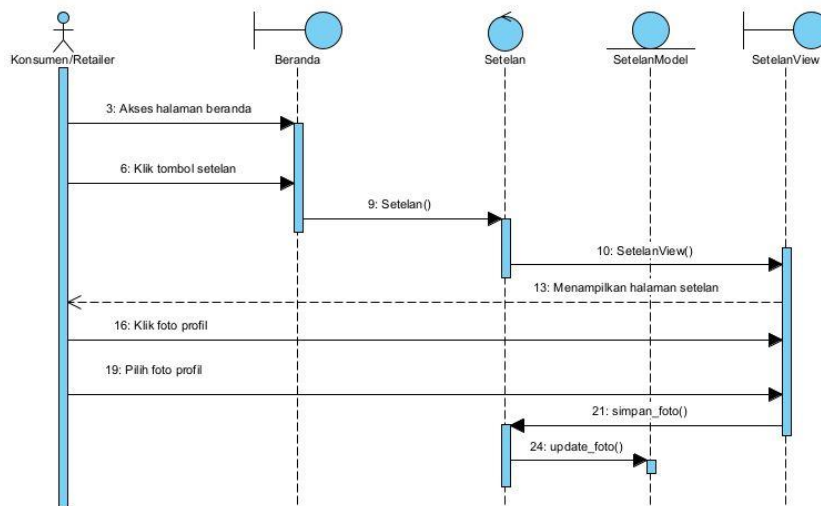 Konsumen/Retailer
Beranda
Setelan
SetelanModel
SetelanView
3: Akses halaman beranda
6: Klik tombol setelan
9: Setelan()
10: SetelanView()
13: Menampilkan halaman setelan
16: Klik foto profil
19: Pilih foto profil
21: simpan_foto()
24: update_foto()